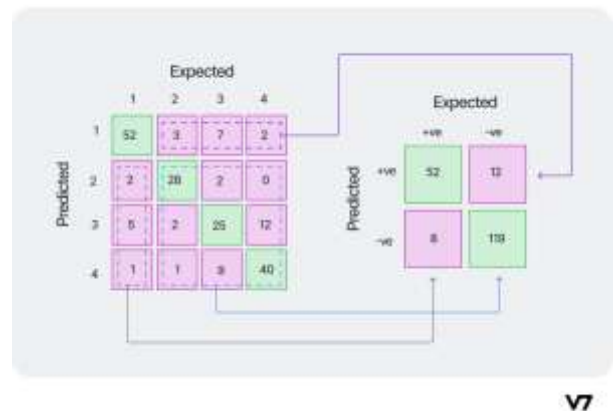 Expected
1 2 3 4
1 52 3 7 2
2 2 28 2 0
3 5 2 25 12
4 1 1 9 40
Predicted
Expected
+ve -ve
+ve 52 12
-ve 8 119
Predicted
V7